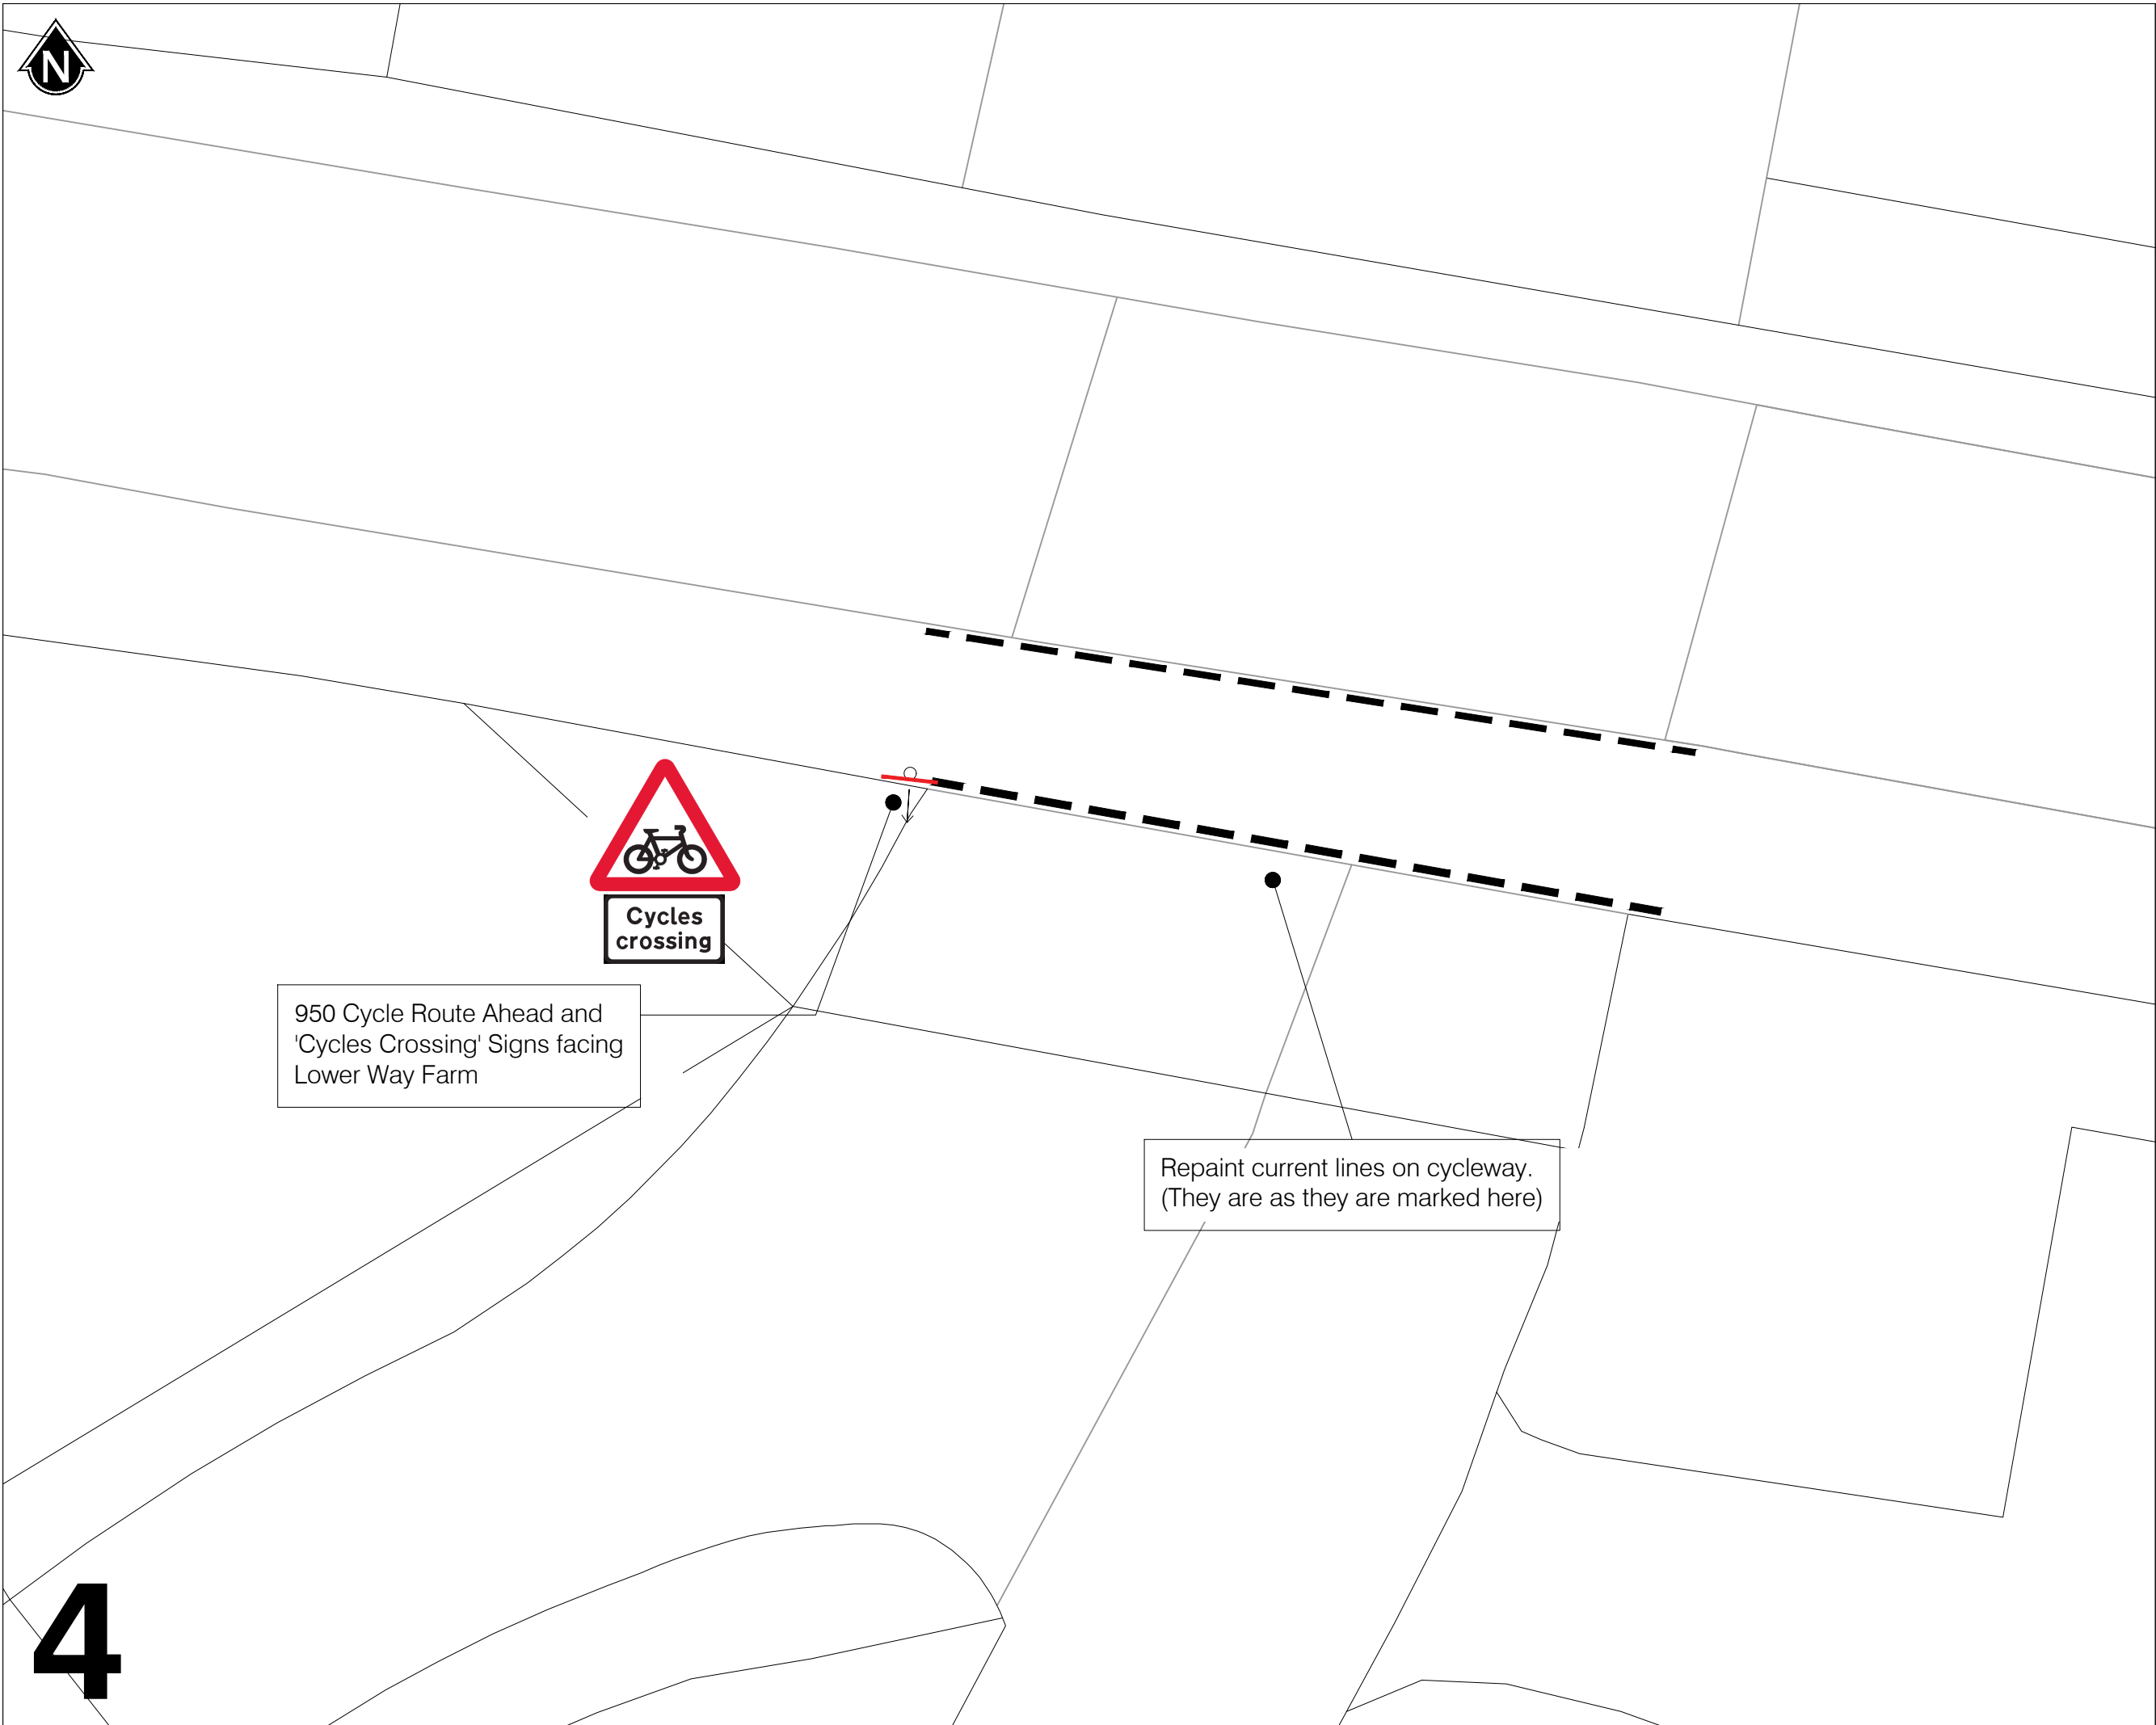 N
Cycles
crossing
950 Cycle Route Ahead and
'Cycles Crossing' Signs facing
Lower Way Farm
Repaint current lines on cycleway.
(They are as they are marked here)
4